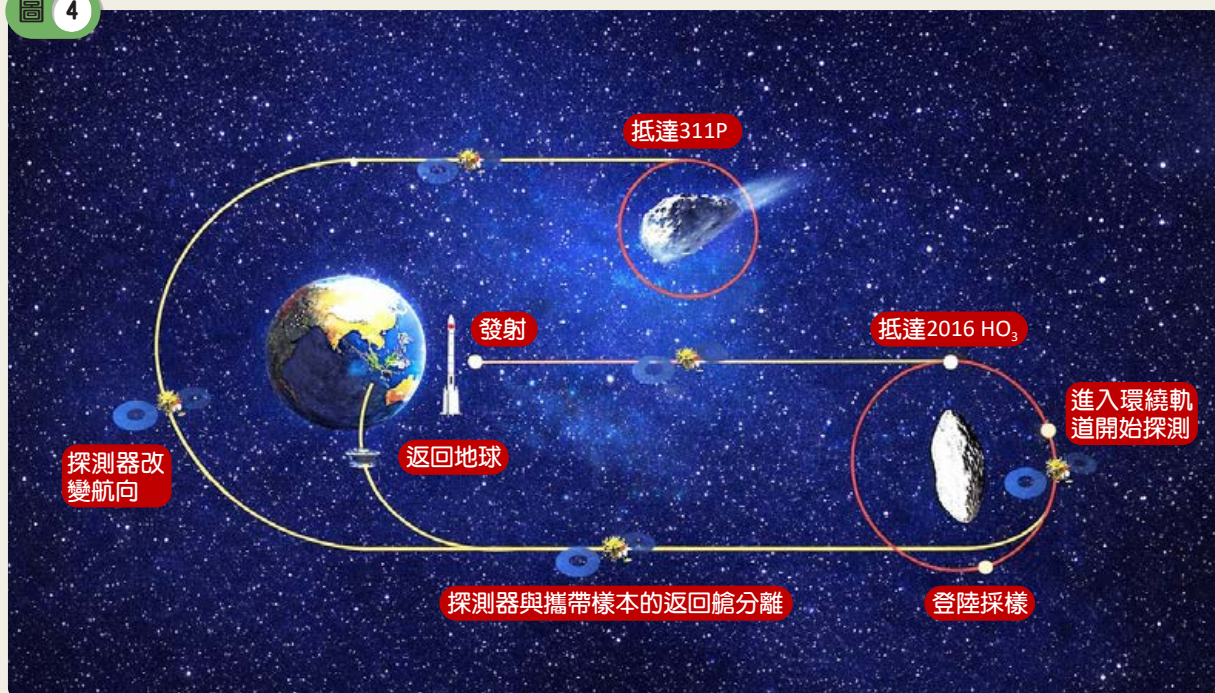 圖 4
抵達311P
發射
抵達2016 HO₃
進入環繞軌
道開始探測
返回地球
探測器改
變航向
探測器與攜帶樣本的返回艙分離
登陸採樣